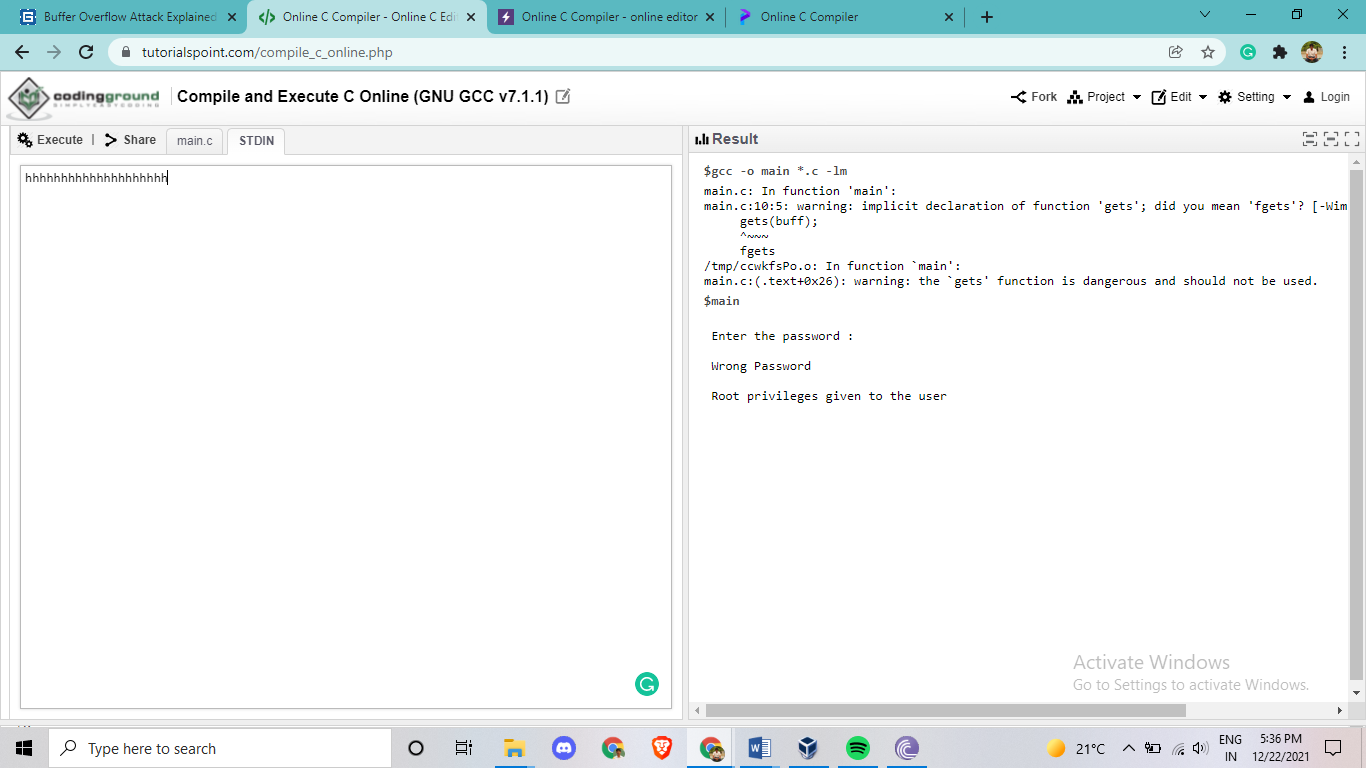 Buffer Overflow Attack Explained
Online C Compiler - Online C Edi
Online C Compiler - online editor
Online C Compiler
tutorialspoint.com/compile_c_online.php
codingground
SIMPLYEASYCODING
Compile and Execute C Online (GNU GCC v7.1.1)
Fork
Project
Edit
Setting
Login
Execute | Share
main.c
STDIN
Result
hhhhhhhhhhhhhhhhhhhh
$gcc -o main *.c -lm
main.c: In function 'main':
main.c:10:5: warning: implicit declaration of function 'gets'; did you mean 'fgets'? [-Wim
gets(buff);
^~~~
fgets
/tmp/ccwkfsPo.o: In function `main':
main.c:(.text+0x26): warning: the `gets' function is dangerous and should not be used.
$main
Enter the password :
Wrong Password
Root privileges given to the user
Activate Windows
Go to Settings to activate Windows.
Type here to search
21°C
ENG
IN
5:36 PM
12/22/2021